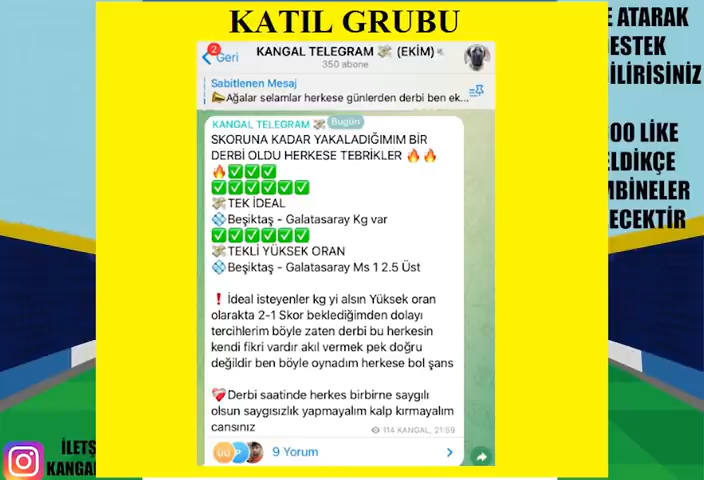 KATIL GRUBU
2
Geri
KANGAL TELEGRAM 💸 (EKİM)
350 abone
Sabitlenen Mesaj
📣Ağalar selamlar herkese günlerden derbi ben ek...
KANGAL TELEGRAM 💸
Bugün
SKORUNA KADAR YAKALADIĞIMIM BİR
DERBİ OLDU HERKESE TEBRİKLER 🔥🔥
🔥✅✅✅
✅✅✅✅✅✅
💸TEK İDEAL
💠Beşiktaş - Galatasaray Kg var
✅✅✅✅✅✅
💸TEKLİ YÜKSEK ORAN
💠Beşiktaş - Galatasaray Ms 1 2.5 Üst
❗İdeal isteyenler kg yi alsın Yüksek oran
olarakta 2-1 Skor beklediğimden dolayı
tercihlerim böyle zaten derbi bu herkesin
kendi fikri vardır akıl vermek pek doğru
değildir ben böyle oynadım herkese bol şans
❤️‍🩹Derbi saatinde herkes birbirne saygılı
olsun saygısızlık yapmayalım kalp kırmayalım
cansınız
114 KANGAL, 21:59
ÜÜ P
9 Yorum
ATARAK
DESTEK
BİLİRİSİNİZ
00 LIKE
ELDİKÇE
MBİNELER
ECEKTİR
İLETŞ
KANGAL